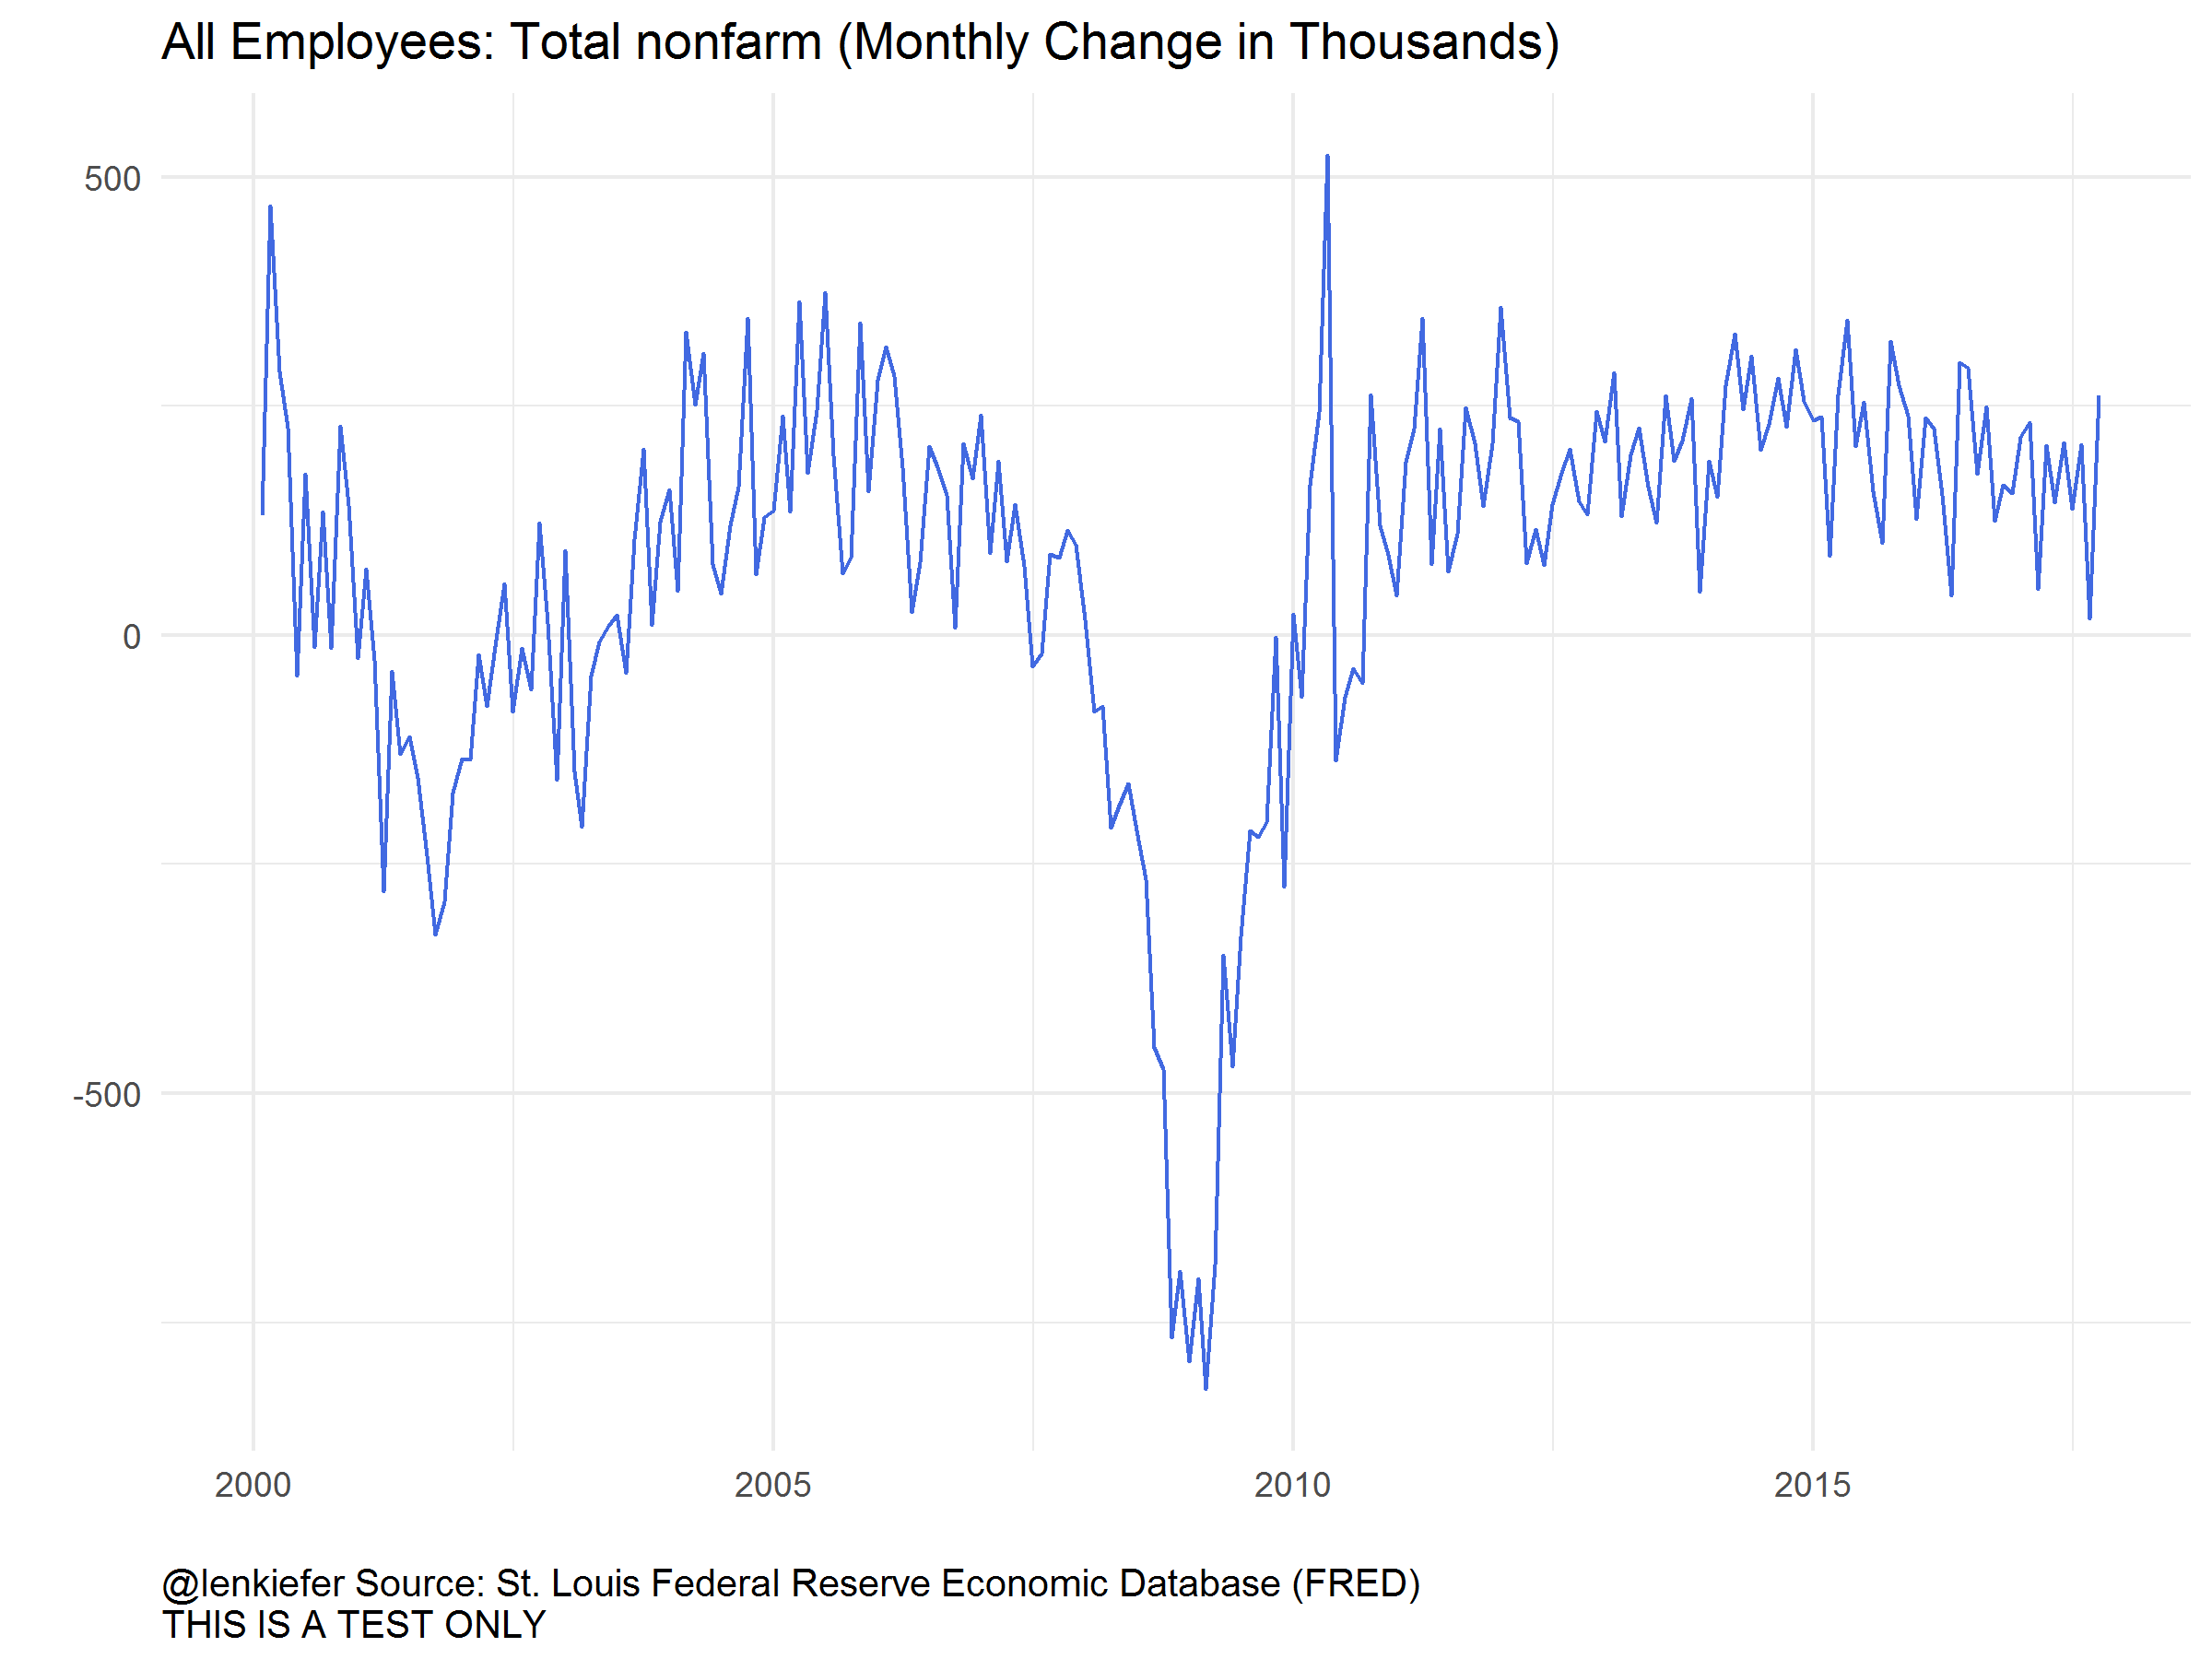 All Employees: Total nonfarm (Monthly Change in Thousands)
500
0
-500
2000 2005 2010 2015
@lenkiefer Source: St. Louis Federal Reserve Economic Database (FRED)
THIS IS A TEST ONLY